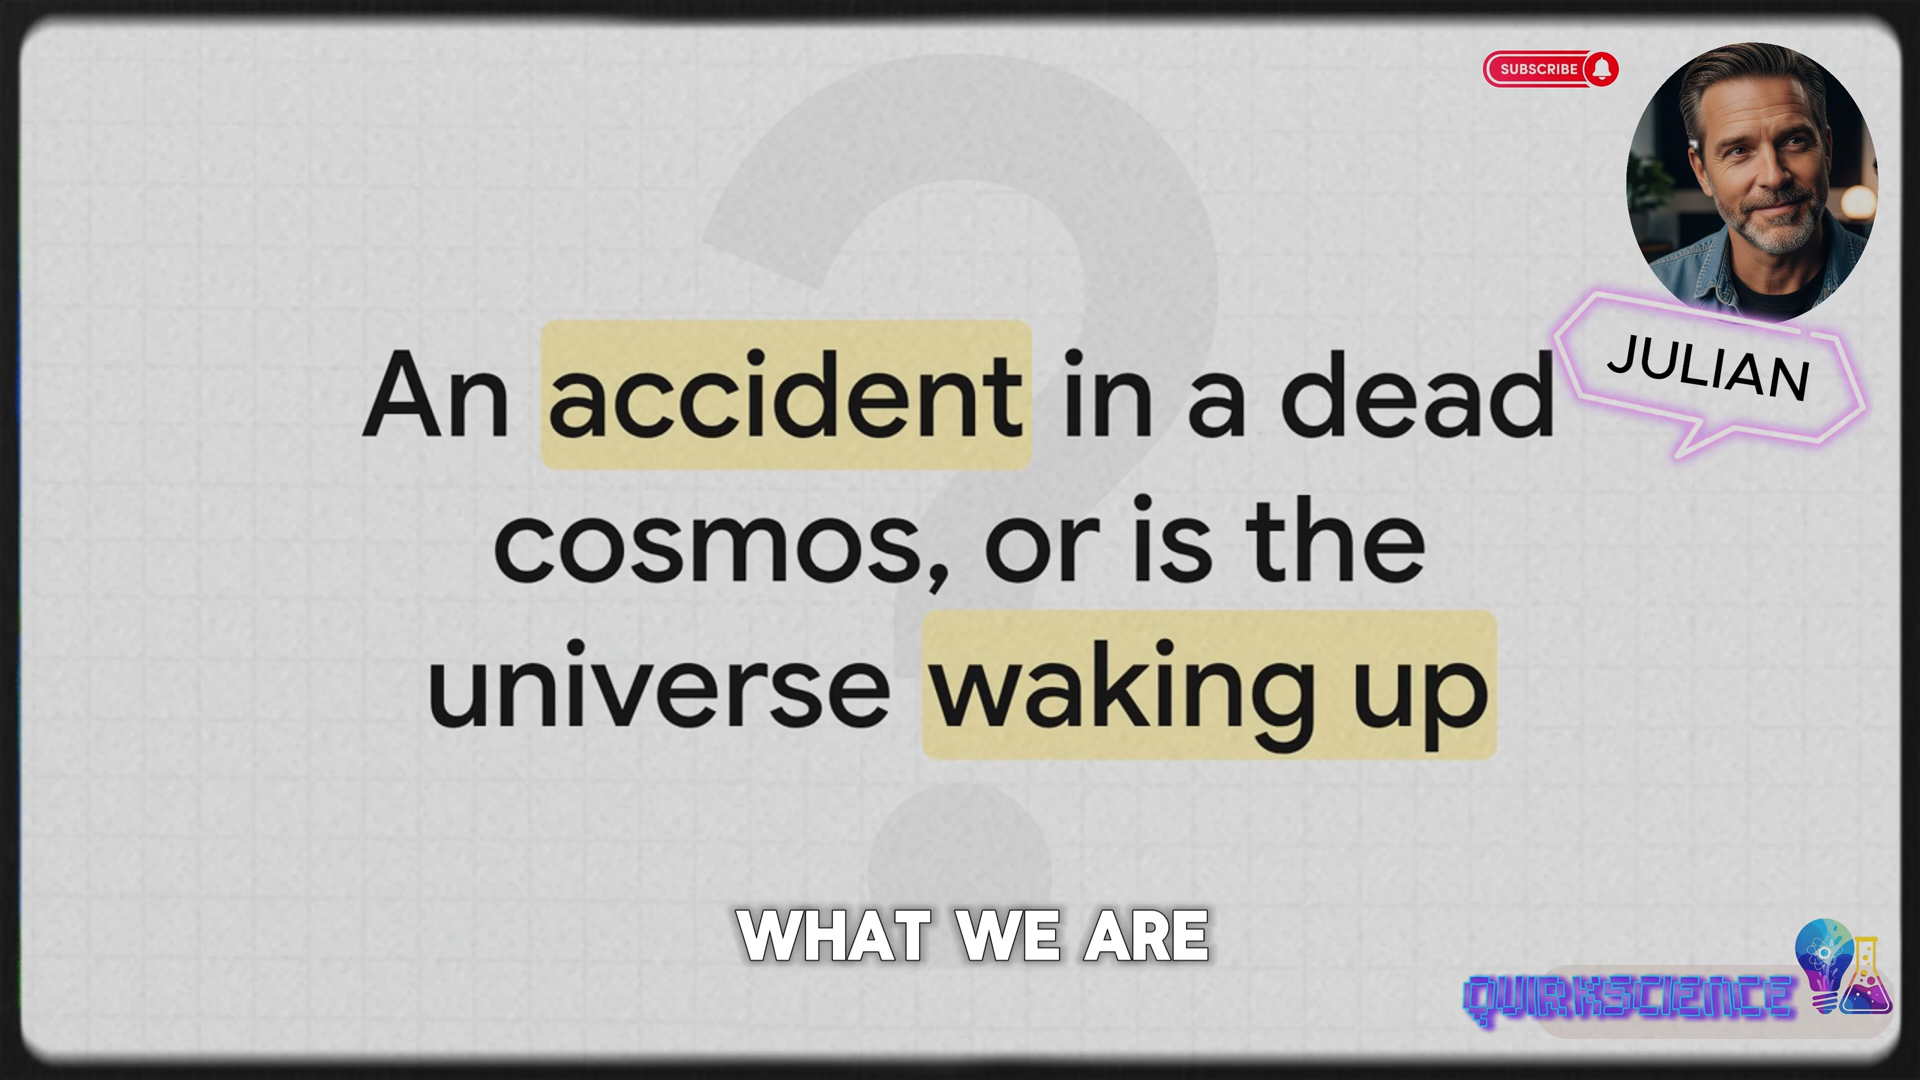 SUBSCRIBE
JULIAN
An accident in a dead
cosmos, or is the
universe waking up
WHAT WE ARE
QUIRKSCIENCE